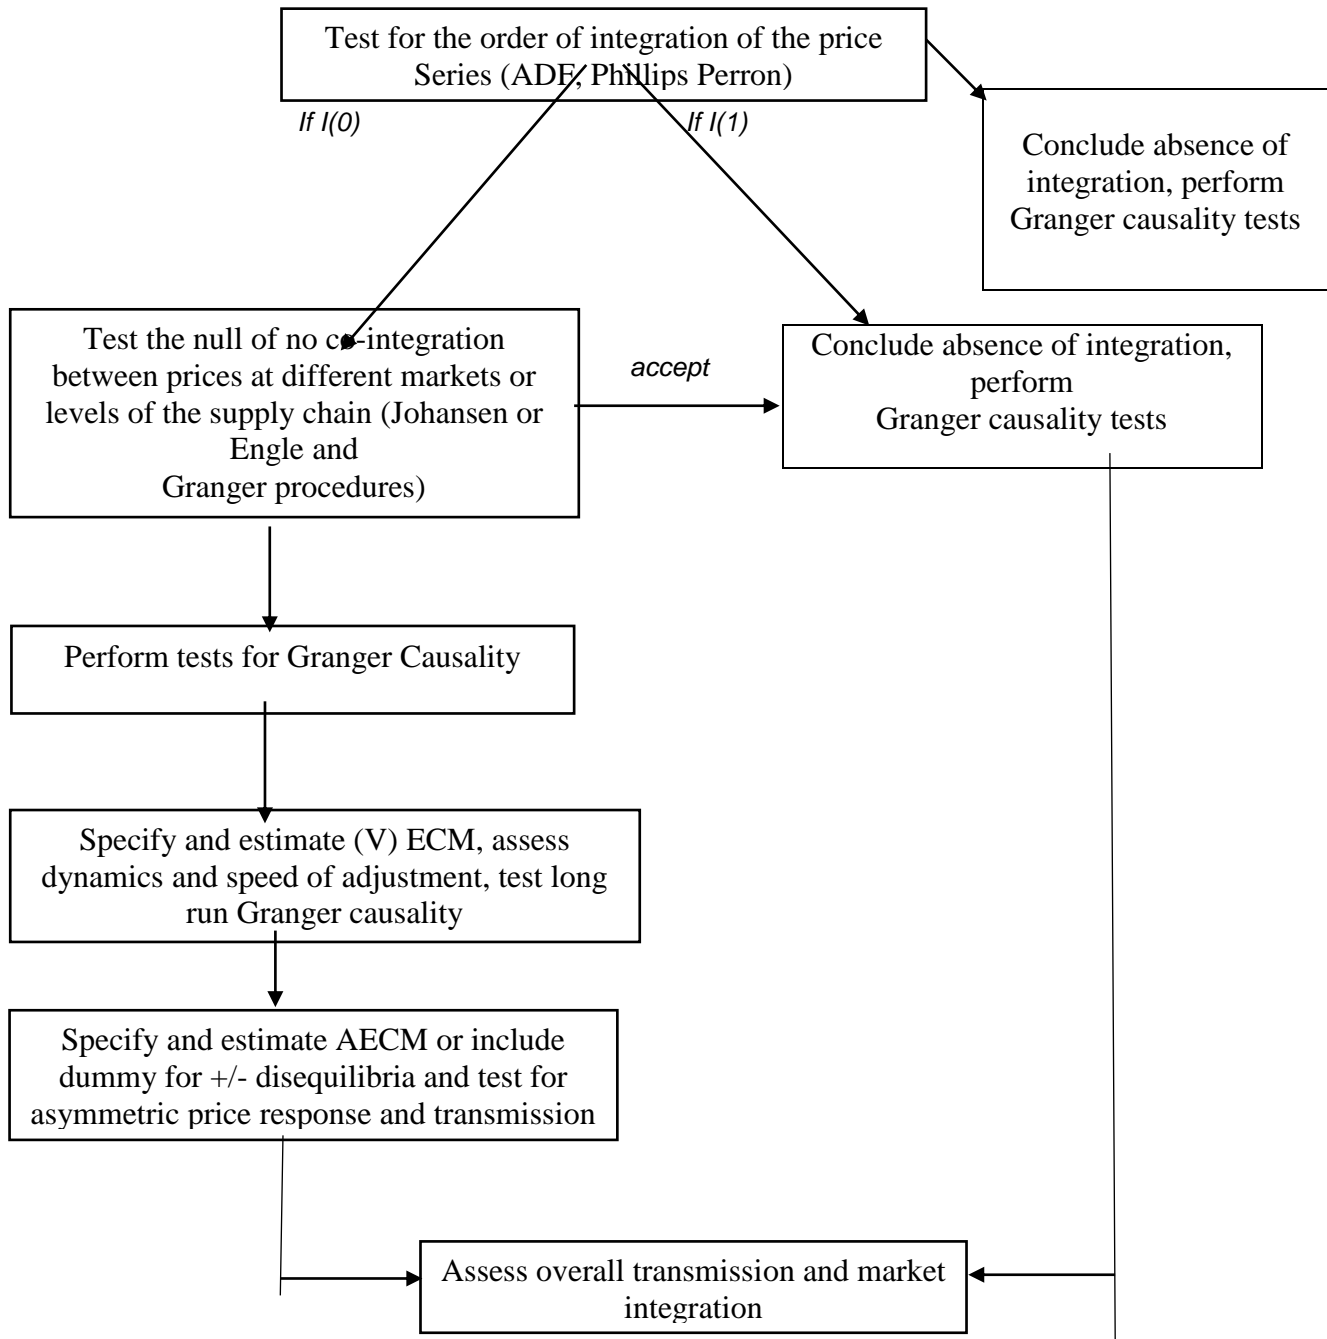 Test for the order of integration of the price
Series (ADF, Phillips Perron)
If I(0)
If I(1)
Conclude absence of
integration, perform
Granger causality tests
Test the null of no co-integration
between prices at different markets or
levels of the supply chain (Johansen or
Engle and
Granger procedures)
accept
Conclude absence of integration,
perform
Granger causality tests
Perform tests for Granger Causality
Specify and estimate (V) ECM, assess
dynamics and speed of adjustment, test long
run Granger causality
Specify and estimate AECM or include
dummy for +/- disequilibria and test for
asymmetric price response and transmission
Assess overall transmission and market
integration